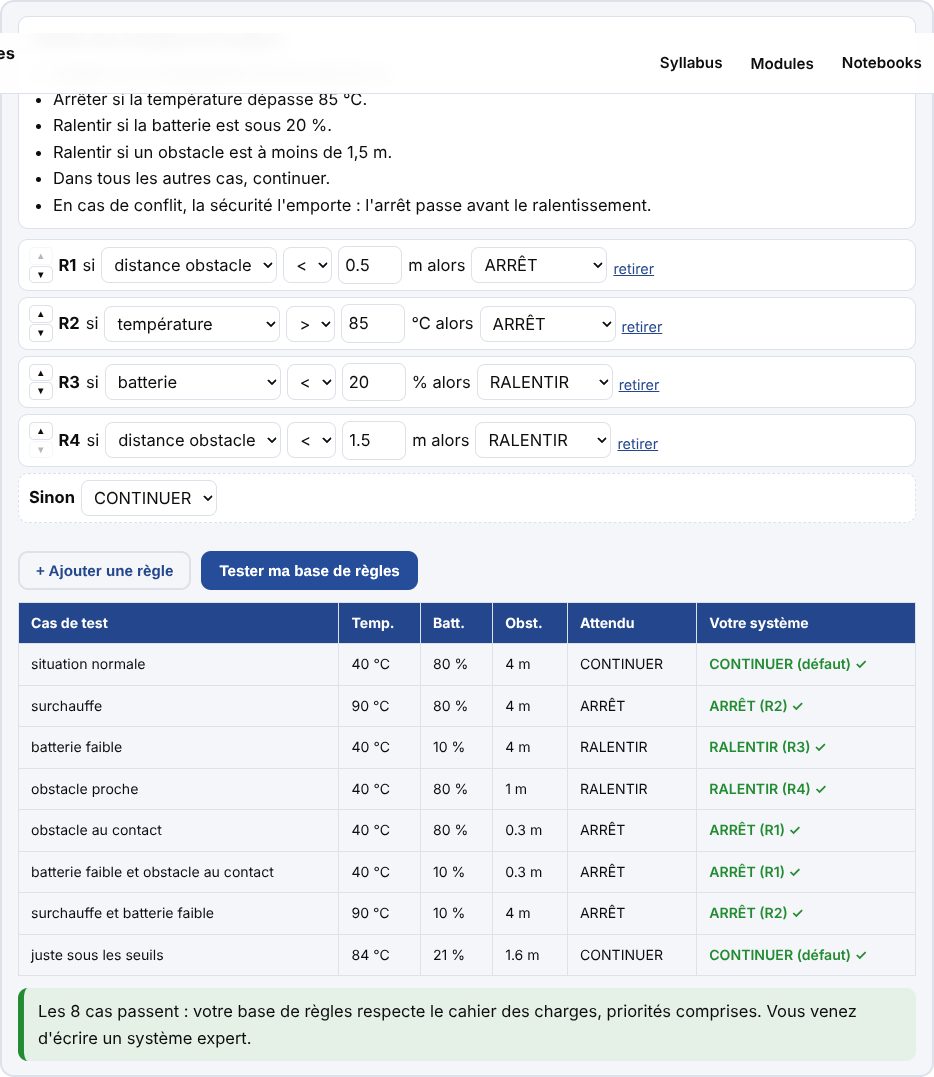 es
Syllabus Modules Notebooks
Arrêter si la température dépasse 85 °C.
Ralentir si la batterie est sous 20 %.
Ralentir si un obstacle est à moins de 1,5 m.
Dans tous les autres cas, continuer.
En cas de conflit, la sécurité l'emporte : l'arrêt passe avant le ralentissement.
R1 si distance obstacle < 0.5 m alors ARRÊT retirer
R2 si température > 85 °C alors ARRÊT retirer
R3 si batterie < 20 % alors RALENTIR retirer
R4 si distance obstacle < 1.5 m alors RALENTIR retirer
Sinon CONTINUER
+ Ajouter une règle Tester ma base de règles
Cas de test Temp. Batt. Obst. Attendu Votre système
situation normale 40 °C 80 % 4 m CONTINUER CONTINUER (défaut) ✓
surchauffe 90 °C 80 % 4 m ARRÊT ARRÊT (R2) ✓
batterie faible 40 °C 10 % 4 m RALENTIR RALENTIR (R3) ✓
obstacle proche 40 °C 80 % 1 m RALENTIR RALENTIR (R4) ✓
obstacle au contact 40 °C 80 % 0.3 m ARRÊT ARRÊT (R1) ✓
batterie faible et obstacle au contact 40 °C 10 % 0.3 m ARRÊT ARRÊT (R1) ✓
surchauffe et batterie faible 90 °C 10 % 4 m ARRÊT ARRÊT (R2) ✓
juste sous les seuils 84 °C 21 % 1.6 m CONTINUER CONTINUER (défaut) ✓
Les 8 cas passent : votre base de règles respecte le cahier des charges, priorités comprises. Vous venez
d'écrire un système expert.